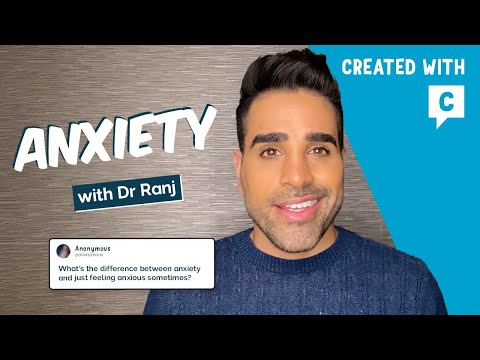 ANXIETY
with Dr Ranj
CREATED WITH
C
Anonymous
@anonymous
What's the difference between anxiety
and just feeling anxious sometimes?